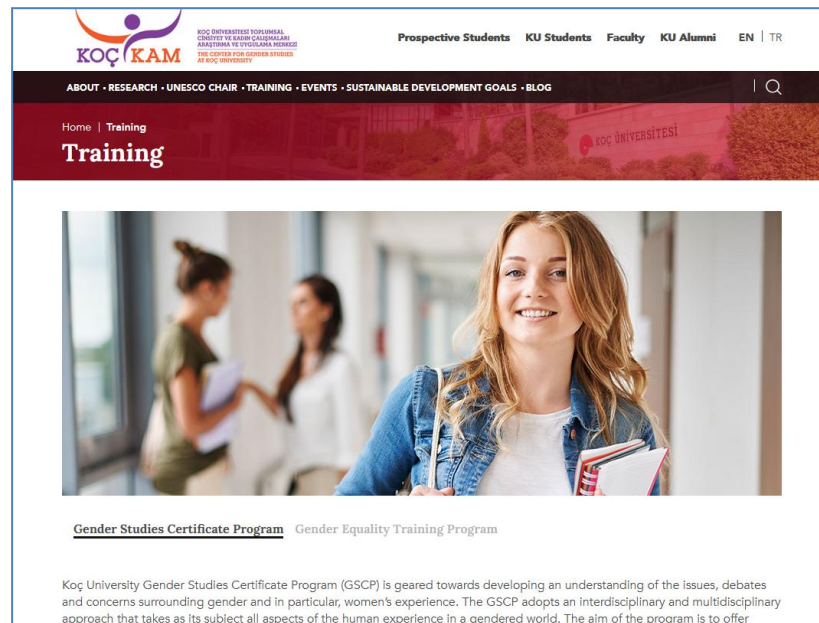 KOÇ KAM
KOÇ ÜNİVERSİTESİ TOPLUMSAL
CİNSİYET VE KADIN ÇALIŞMALARI
ARAŞTIRMA VE UYGULAMA MERKEZİ
THE CENTER FOR GENDER STUDIES
AT KOÇ UNIVERSITY
Prospective Students KU Students Faculty KU Alumni EN | TR
ABOUT • RESEARCH • UNESCO CHAIR • TRAINING • EVENTS • SUSTAINABLE DEVELOPMENT GOALS • BLOG
Home | Training
Training
KOÇ ÜNİVERSİTESİ
Gender Studies Certificate Program Gender Equality Training Program
Koç University Gender Studies Certificate Program (GSCP) is geared towards developing an understanding of the issues, debates
and concerns surrounding gender and in particular, women's experience. The GSCP adopts an interdisciplinary and multidisciplinary
approach that takes as its subject all aspects of the human experience in a gendered world. The aim of the program is to offer